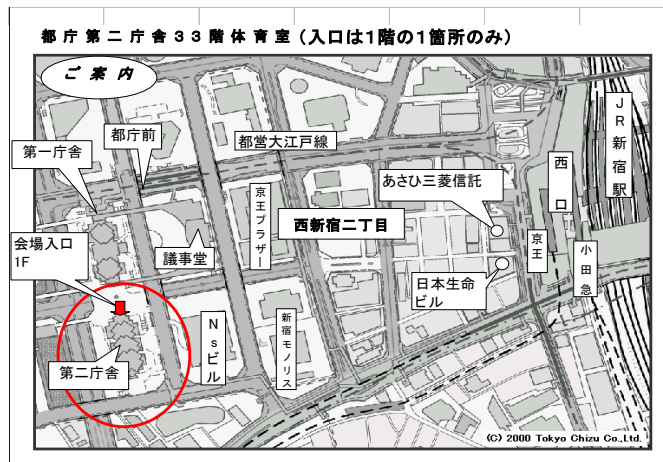 都庁第二庁舎33階体育室(入口は1階の1箇所のみ)
ご案内
JR新宿駅
都庁前
都営大江戸線
第一庁舎
西口
あさひ三菱信託
京王プラザー
西新宿二丁目
京王
小田急
会場入口
1F
議事堂
日本生命
ビル
Nsビル
新宿モノリス
第二庁舎
(C) 2000 Tokyo Chizu Co.,Ltd.